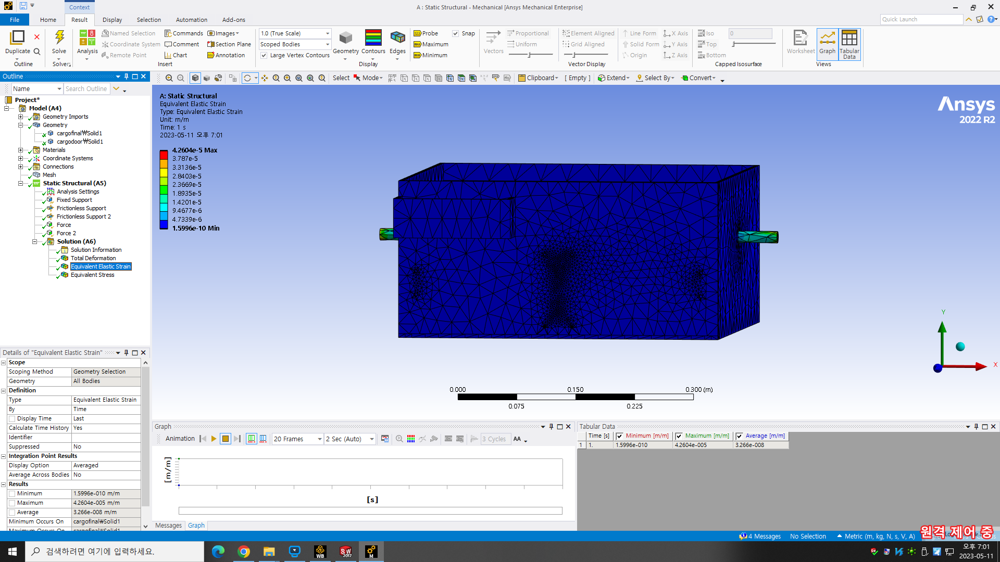 A : Static Structural - Mechanical [Ansys Mechanical Enterprise]
Context
File Home Result Display Selection Automation Add-ons
Quick Launch
Duplicate
Outline
Solve
Solver
Analysis
Named Selection
Coordinate System
Remote Point
Commands
Comment
Chart
Images
Section Plane
Annotation
Insert
1.0 (True Scale)
Scoped Bodies
Large Vertex Contours
Geometry Contours Edges
Display
Probe
Maximum
Minimum
Snap
Vectors
Proportional
Uniform
Element Aligned
Grid Aligned
Vector Display
Line Form
Solid Form
Origin
X Axis
Y Axis
Z Axis
Iso
Top
Bottom
0
Capped Isosurface
Worksheet Graph Tabular Data
Views
Outline
Select Mode Clipboard [ Empty ] Extend Select By Convert
Name Search Outline
Project*
Model (A4)
Geometry Imports
Geometry
cargofinal₩Solid1
cargodoor₩Solid1
Materials
Coordinate Systems
Connections
Mesh
Static Structural (A5)
Analysis Settings
Fixed Support
Frictionless Support
Frictionless Support 2
Force
Force 2
Solution (A6)
Solution Information
Total Deformation
Equivalent Elastic Strain
Equivalent Stress
A: Static Structural
Equivalent Elastic Strain
Type: Equivalent Elastic Strain
Unit: m/m
Time: 1 s
2023-05-11 오후 7:01
4.2604e-5 Max
3.787e-5
3.3136e-5
2.8403e-5
2.3669e-5
1.8935e-5
1.4201e-5
9.4677e-6
4.7339e-6
1.5996e-10 Min
Ansys
2022 R2
Y
X
0.000 0.150 0.300 (m)
0.075 0.225
Details of "Equivalent Elastic Strain"
Scope
Scoping Method Geometry Selection
Geometry All Bodies
Definition
Type Equivalent Elastic Strain
By Time
Display Time Last
Calculate Time History Yes
Identifier
Suppressed No
Integration Point Results
Display Option Averaged
Average Across Bodies No
Results
Minimum 1.5996e-010 m/m
Maximum 4.2604e-005 m/m
Average 3.266e-008 m/m
Minimum Occurs On cargofinal₩Solid1
Maximum Occurs On cargofinal₩Solid1
Graph
Animation 20 Frames 2 Sec (Auto) 3 Cycles AA
[m/m]
[s]
Messages Graph
Tabular Data
Time [s] Minimum [m/m] Maximum [m/m] Average [m/m]
1 1. 1.5996e-010 4.2604e-005 3.266e-008
4 Messages No Selection Metric (m, kg, N, s, V, A)
원격 제어 중
검색하려면 여기에 입력하세요.
WB
SW
2017
M
오후 7:01
2023-05-11